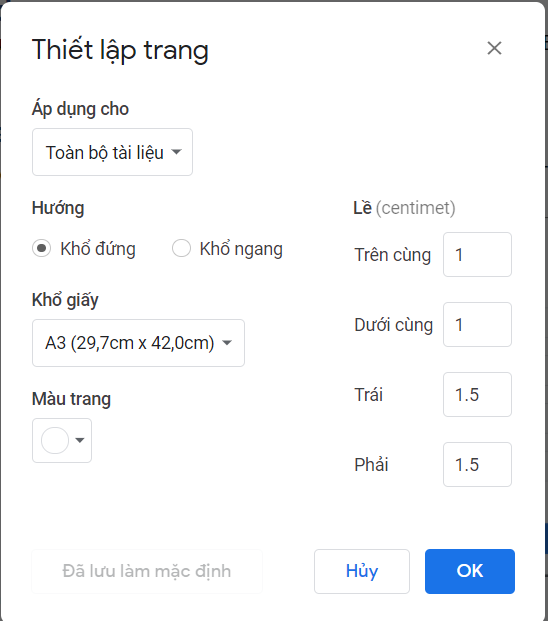 Thiết lập trang
Áp dụng cho
Toàn bộ tài liệu
Hướng
Khổ đứng
Khổ ngang
Khổ giấy
A3 (29,7cm x 42,0cm)
Màu trang
Lề (centimet)
Trên cùng 1
Dưới cùng 1
Trái 1.5
Phải 1.5
Đã lưu làm mặc định
Hủy
OK